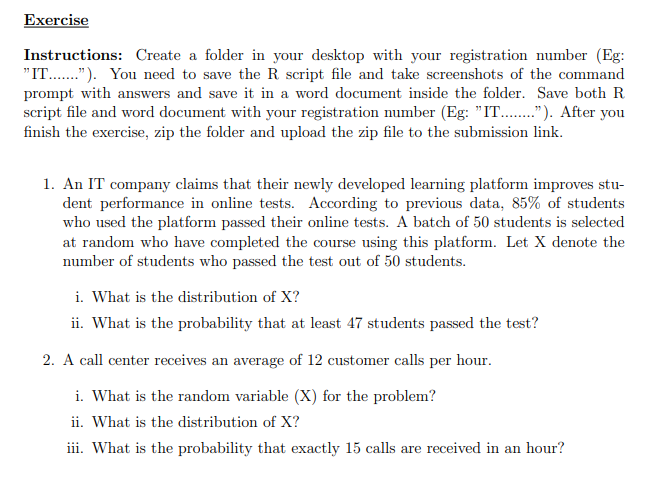 Exercise
Instructions: Create a folder in your desktop with your registration number (Eg:
"IT......."). You need to save the R script file and take screenshots of the command
prompt with answers and save it in a word document inside the folder. Save both R
script file and word document with your registration number (Eg: "IT........"). After you
finish the exercise, zip the folder and upload the zip file to the submission link.
1. An IT company claims that their newly developed learning platform improves stu-
dent performance in online tests. According to previous data, 85% of students
who used the platform passed their online tests. A batch of 50 students is selected
at random who have completed the course using this platform. Let X denote the
number of students who passed the test out of 50 students.
i. What is the distribution of X?
ii. What is the probability that at least 47 students passed the test?
2. A call center receives an average of 12 customer calls per hour.
i. What is the random variable (X) for the problem?
ii. What is the distribution of X?
iii. What is the probability that exactly 15 calls are received in an hour?